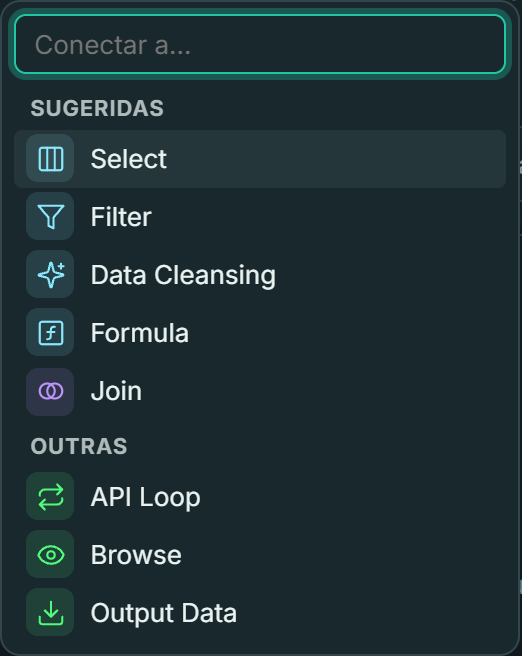 Conectar a...
SUGERIDAS
Select
Filter
Data Cleansing
Formula
Join
OUTRAS
API Loop
Browse
Output Data